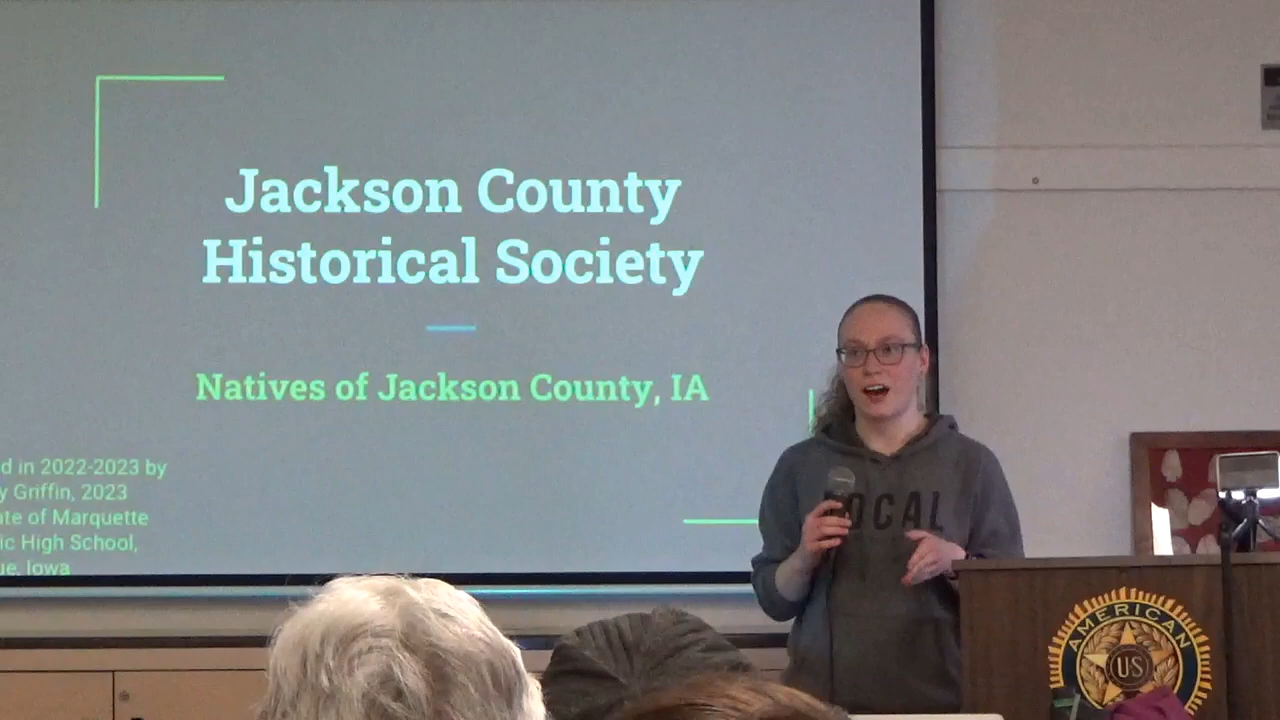 Jackson County
Historical Society
Natives of Jackson County, IA
d in 2022-2023 by
y Griffin, 2023
ate of Marquette
ic High School,
ue, Iowa
LOCAL
AMERICAN
US